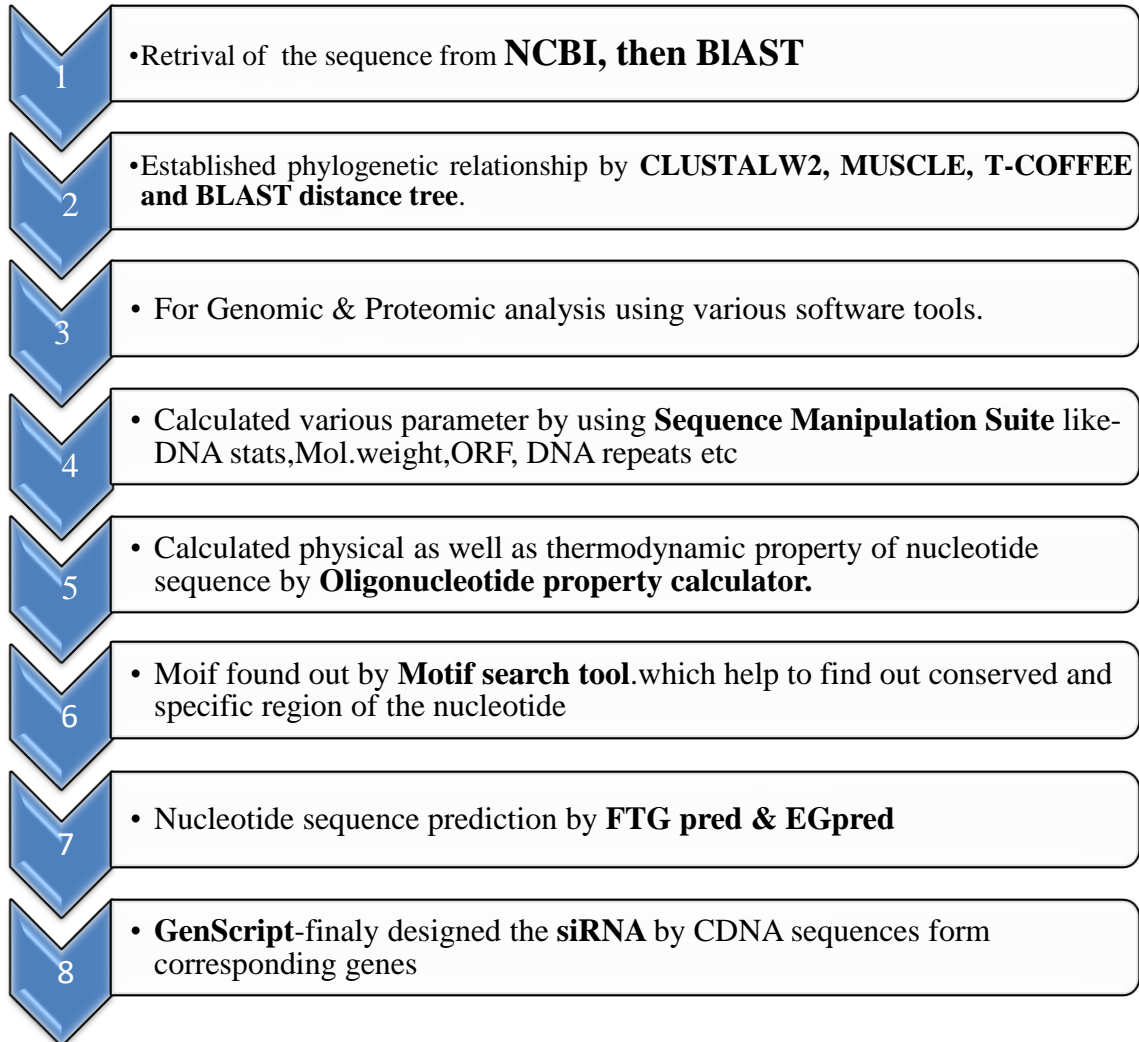 1
•Retrival of the sequence from NCBI, then BlAST
2
•Established phylogenetic relationship by CLUSTALW2, MUSCLE, T-COFFEE
and BLAST distance tree.
3
• For Genomic & Proteomic analysis using various software tools.
4
• Calculated various parameter by using Sequence Manipulation Suite like-
DNA stats,Mol.weight,ORF, DNA repeats etc
5
• Calculated physical as well as thermodynamic property of nucleotide
sequence by Oligonucleotide property calculator.
6
• Moif found out by Motif search tool.which help to find out conserved and
specific region of the nucleotide
7
• Nucleotide sequence prediction by FTG pred & EGpred
8
• GenScript-finaly designed the siRNA by CDNA sequences form
corresponding genes